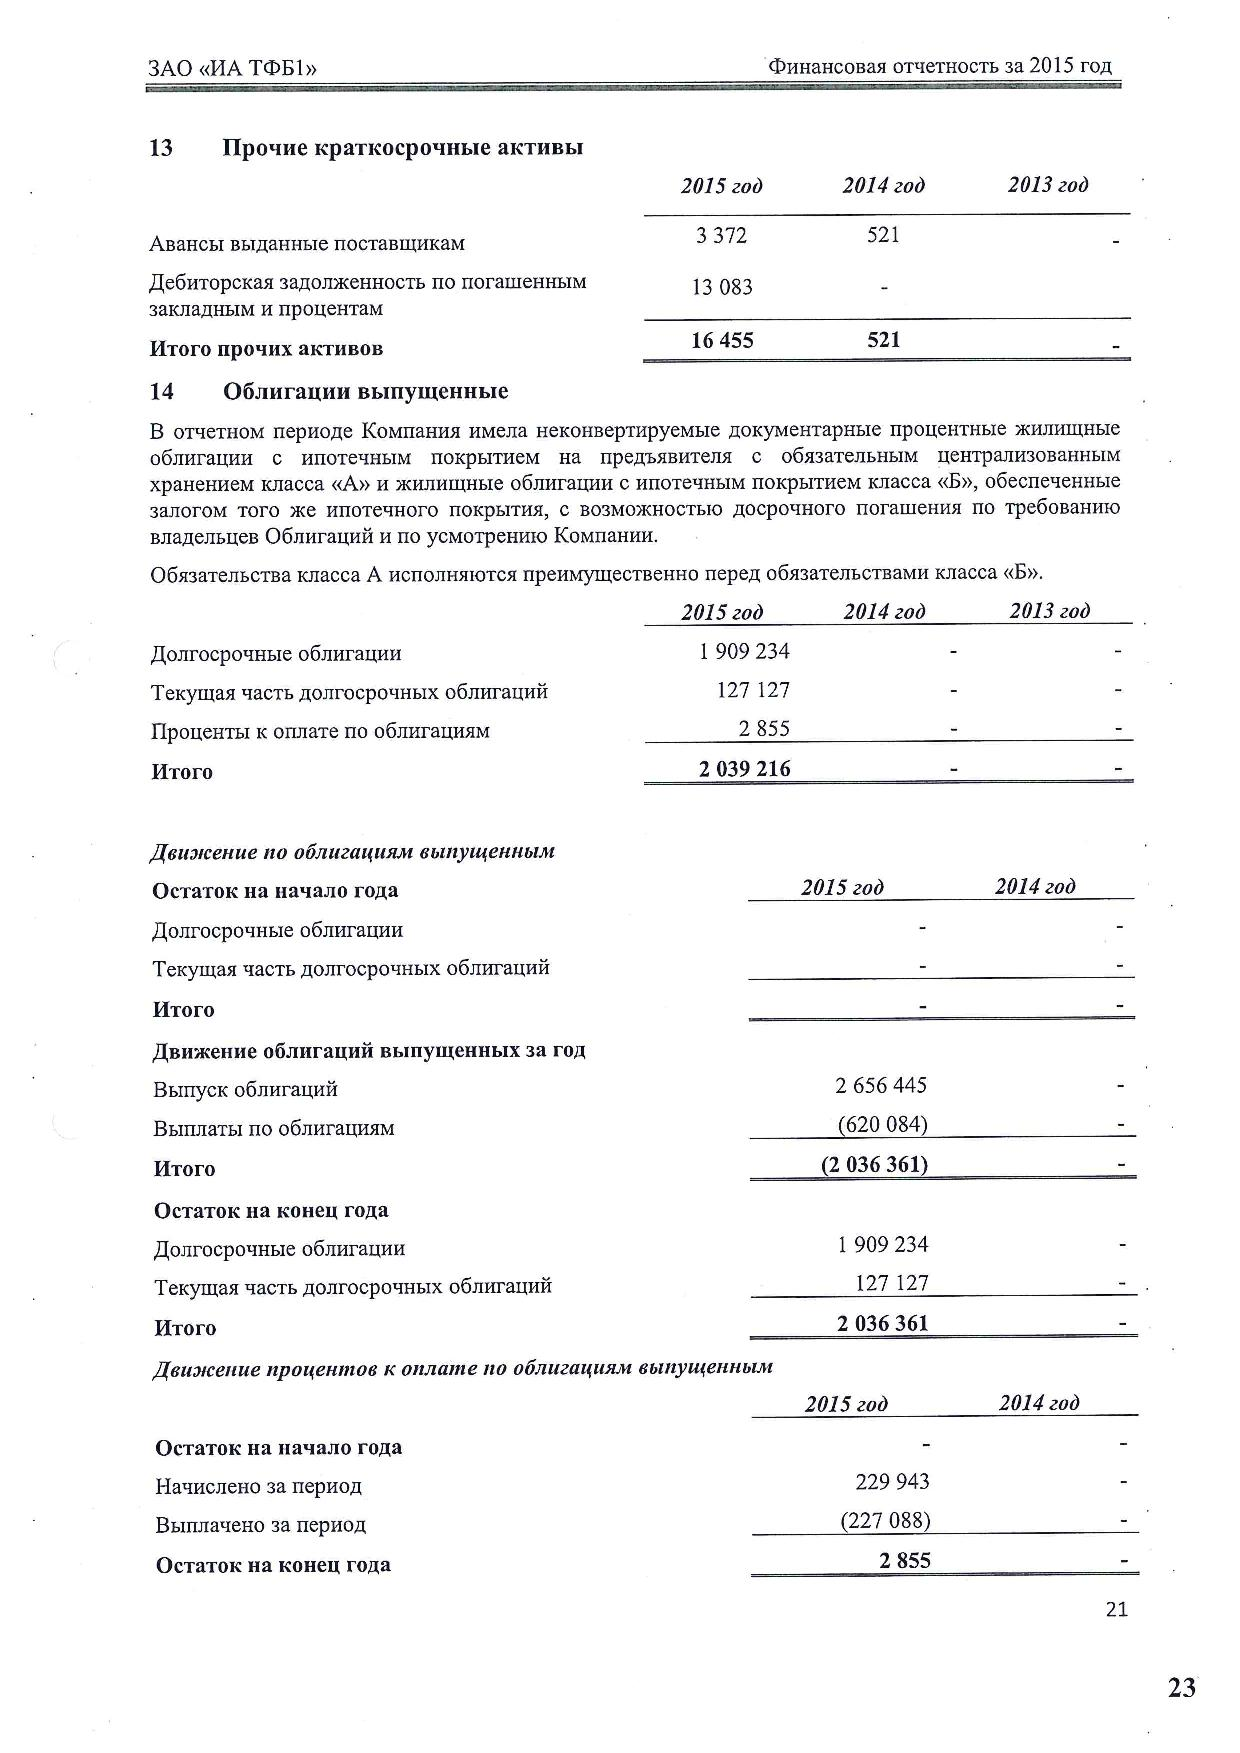 ЗАО «ИА ТФБ1» Финансовая отчетность за 2015 год
13 Прочие краткосрочные активы
2015 год 2014 год 2013 год
Авансы выданные поставщикам 3 372 521 -
Дебиторская задолженность по погашенным
закладным и процентам 13 083 -
Итого прочих активов 16 455 521 -
14 Облигации выпущенные
В отчетном периоде Компания имела неконвертируемые документарные процентные жилищные
облигации с ипотечным покрытием на предъявителя с обязательным централизованным
хранением класса «А» и жилищные облигации с ипотечным покрытием класса «Б», обеспеченные
залогом того же ипотечного покрытия, с возможностью досрочного погашения по требованию
владельцев Облигаций и по усмотрению Компании.
Обязательства класса А исполняются преимущественно перед обязательствами класса «Б».
2015 год 2014 год 2013 год
Долгосрочные облигации 1 909 234 - -
Текущая часть долгосрочных облигаций 127 127 - -
Проценты к оплате по облигациям 2 855 - -
Итого 2 039 216 - -
Движение по облигациям выпущенным
Остаток на начало года 2015 год 2014 год
Долгосрочные облигации - -
Текущая часть долгосрочных облигаций - -
Итого - -
Движение облигаций выпущенных за год
Выпуск облигаций 2 656 445 -
Выплаты по облигациям (620 084) -
Итого (2 036 361) -
Остаток на конец года
Долгосрочные облигации 1 909 234 -
Текущая часть долгосрочных облигаций 127 127 -
Итого 2 036 361 -
Движение процентов к оплате по облигациям выпущенным
2015 год 2014 год
Остаток на начало года - -
Начислено за период 229 943 -
Выплачено за период (227 088) -
Остаток на конец года 2 855 -
21
23